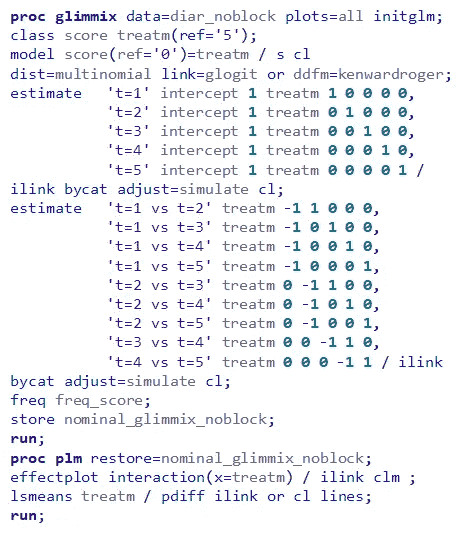 proc glimmix data=diar_noblock plots=all initglm;
class score treatm(ref='5');
model score(ref='0')=treatm / s cl
dist=multinomial link=glogit or ddfm=kenwardroger;
estimate 't=1' intercept 1 treatm 1 0 0 0 0,
't=2' intercept 1 treatm 0 1 0 0 0,
't=3' intercept 1 treatm 0 0 1 0 0,
't=4' intercept 1 treatm 0 0 0 1 0,
't=5' intercept 1 treatm 0 0 0 0 1 /
ilink bycat adjust=simulate cl;
estimate 't=1 vs t=2' treatm -1 1 0 0 0,
't=1 vs t=3' treatm -1 0 1 0 0,
't=1 vs t=4' treatm -1 0 0 1 0,
't=1 vs t=5' treatm -1 0 0 0 1,
't=2 vs t=3' treatm 0 -1 1 0 0,
't=2 vs t=4' treatm 0 -1 0 1 0,
't=2 vs t=5' treatm 0 -1 0 0 1,
't=3 vs t=4' treatm 0 0 -1 1 0,
't=4 vs t=5' treatm 0 0 0 -1 1 / ilink
bycat adjust=simulate cl;
freq freq_score;
store nominal_glimmix_noblock;
run;
proc plm restore=nominal_glimmix_noblock;
effectplot interaction(x=treatm) / ilink clm ;
lsmeans treatm / pdiff ilink or cl lines;
run;